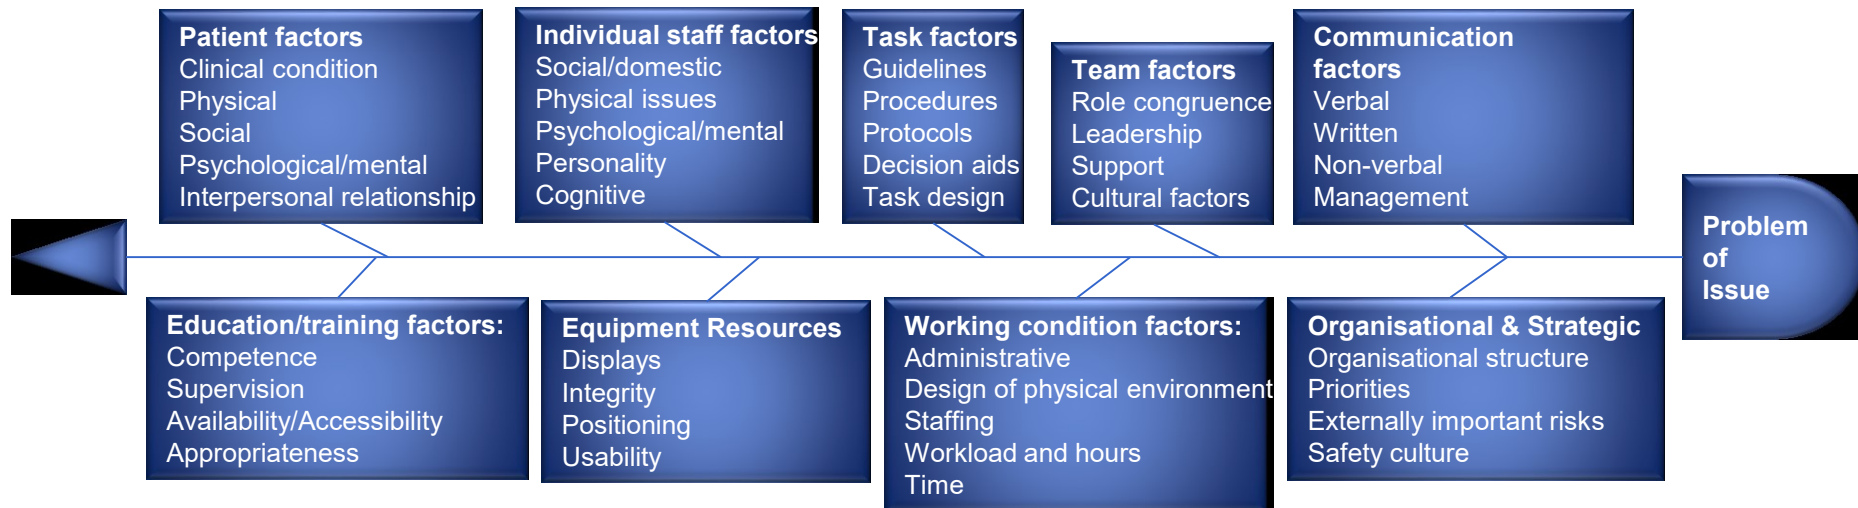 Patient factors
Clinical condition
Physical
Social
Psychological/mental
Interpersonal relationship
Individual staff factors
Social/domestic
Physical issues
Psychological/mental
Personality
Cognitive
Task factors
Guidelines
Procedures
Protocols
Decision aids
Task design
Team factors
Role congruence
Leadership
Support
Cultural factors
Communication
factors
Verbal
Written
Non-verbal
Management
Problem
of
Issue
Education/training factors:
Competence
Supervision
Availability/Accessibility
Appropriateness
Equipment Resources
Displays
Integrity
Positioning
Usability
Working condition factors:
Administrative
Design of physical environment
Staffing
Workload and hours
Time
Organisational & Strategic
Organisational structure
Priorities
Externally important risks
Safety culture